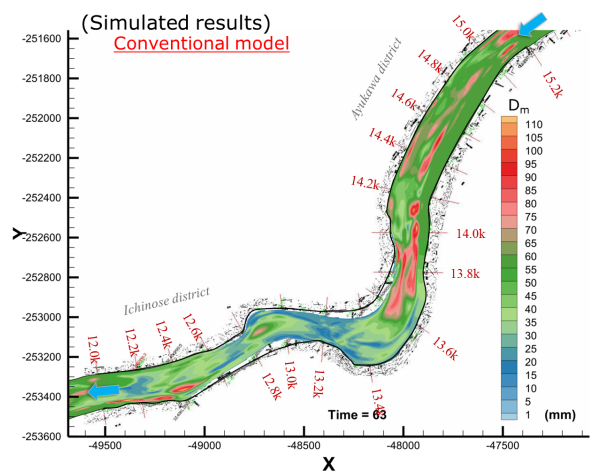 (Simulated results)
Conventional model
-251600
-251800
-252000
-252200
-252400
-252600
-252800
-253000
-253200
-253400
-253600
Y
-49500
-49000
-48500
-48000
-47500
X
Ayukawa district
Ichinose district
15.0k
15.2k
14.8k
14.6k
14.4k
14.2k
14.0k
13.8k
13.6k
13.2k
13.0k
12.8k
12.6k
12.4k
12.2k
12.0k
Time = 63
Dm
110
105
100
95
90
85
80
75
70
65
60
55
50
45
40
35
30
25
20
15
10
5
1
(mm)